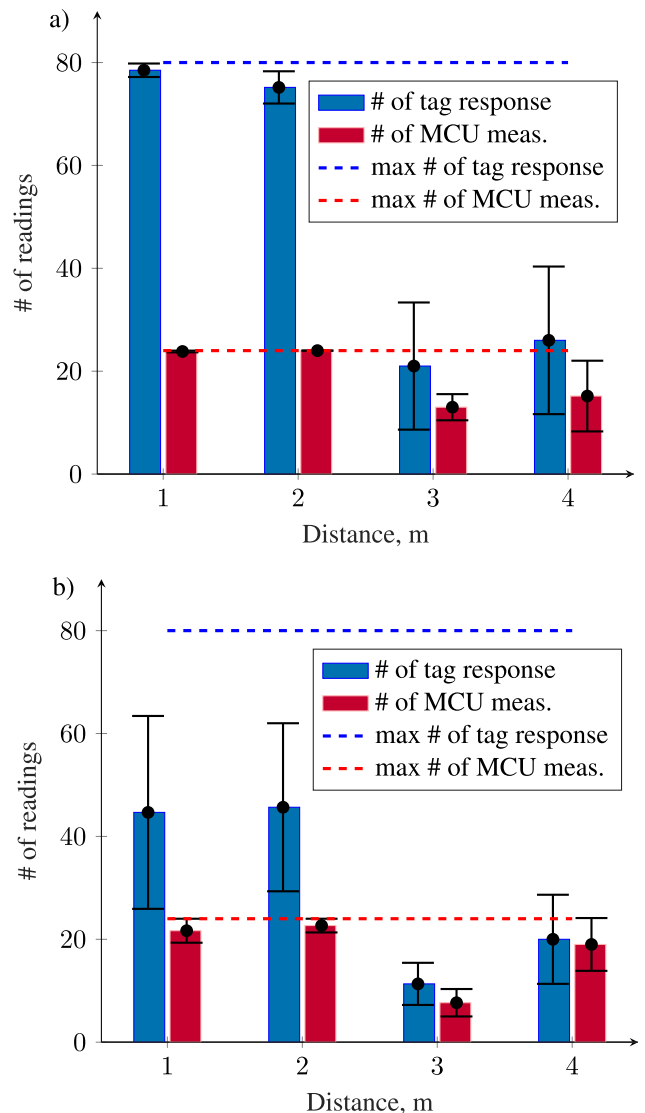 a)
80
60
40
20
0
# of readings
# of tag response
# of MCU meas.
max # of tag response
max # of MCU meas.
1 2 3 4
Distance, m
b)
80
60
40
20
0
# of readings
# of tag response
# of MCU meas.
max # of tag response
max # of MCU meas.
1 2 3 4
Distance, m